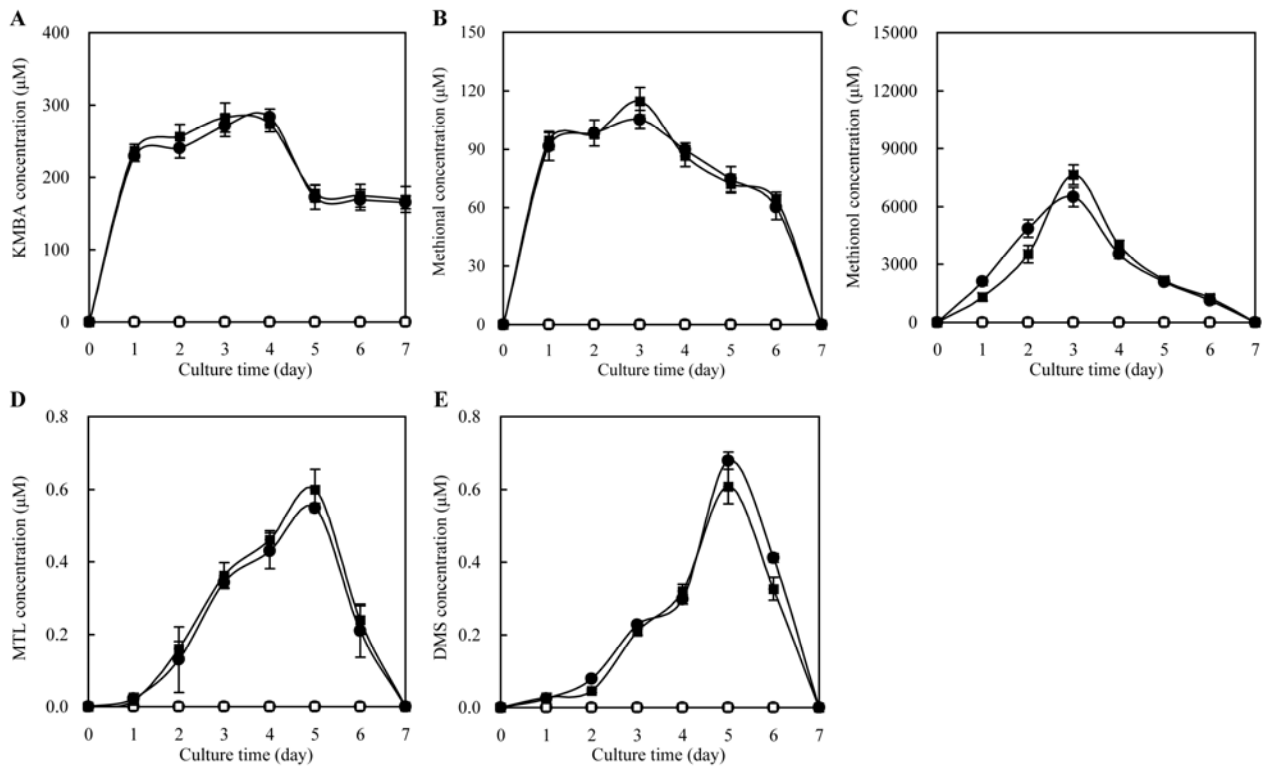 A
KMBA concentration (µM)
400
300
200
100
0
0 1 2 3 4 5 6 7
Culture time (day)
B
Methional concentration (µM)
150
120
90
60
30
0
0 1 2 3 4 5 6 7
Culture time (day)
C
Methionol concentration (µM)
15000
12000
9000
6000
3000
0
0 1 2 3 4 5 6 7
Culture time (day)
D
MTL concentration (µM)
0.8
0.6
0.4
0.2
0.0
0 1 2 3 4 5 6 7
Culture time (day)
E
DMS concentration (µM)
0.8
0.6
0.4
0.2
0.0
0 1 2 3 4 5 6 7
Culture time (day)